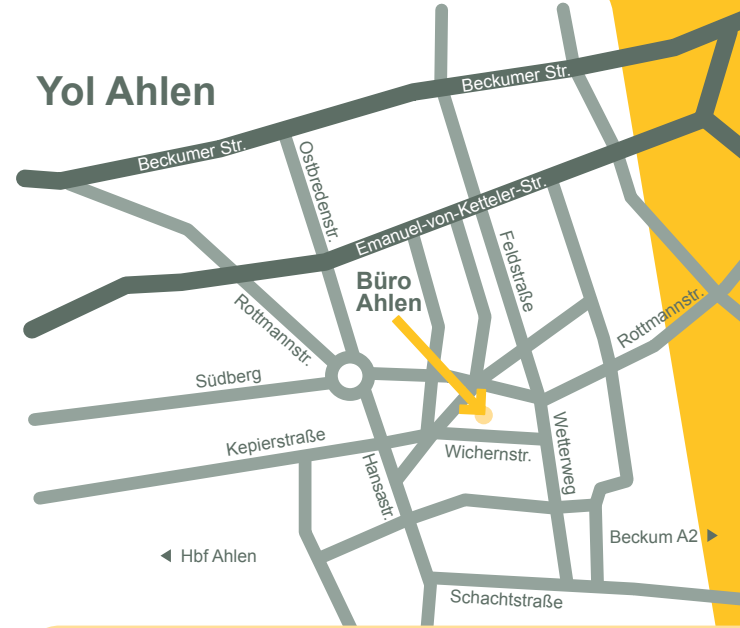 Yol Ahlen
Beckumer Str.
Beckumer Str.
Ostbredenstr.
Emanuel-von-Ketteler-Str.
Feldstraße
Büro
Ahlen
Rottmannstr.
Rottmannstr.
Südberg
Kepierstraße
Hansastr.
Wichernstr.
Wetterweg
Hbf Ahlen
Beckum A2
Schachtstraße